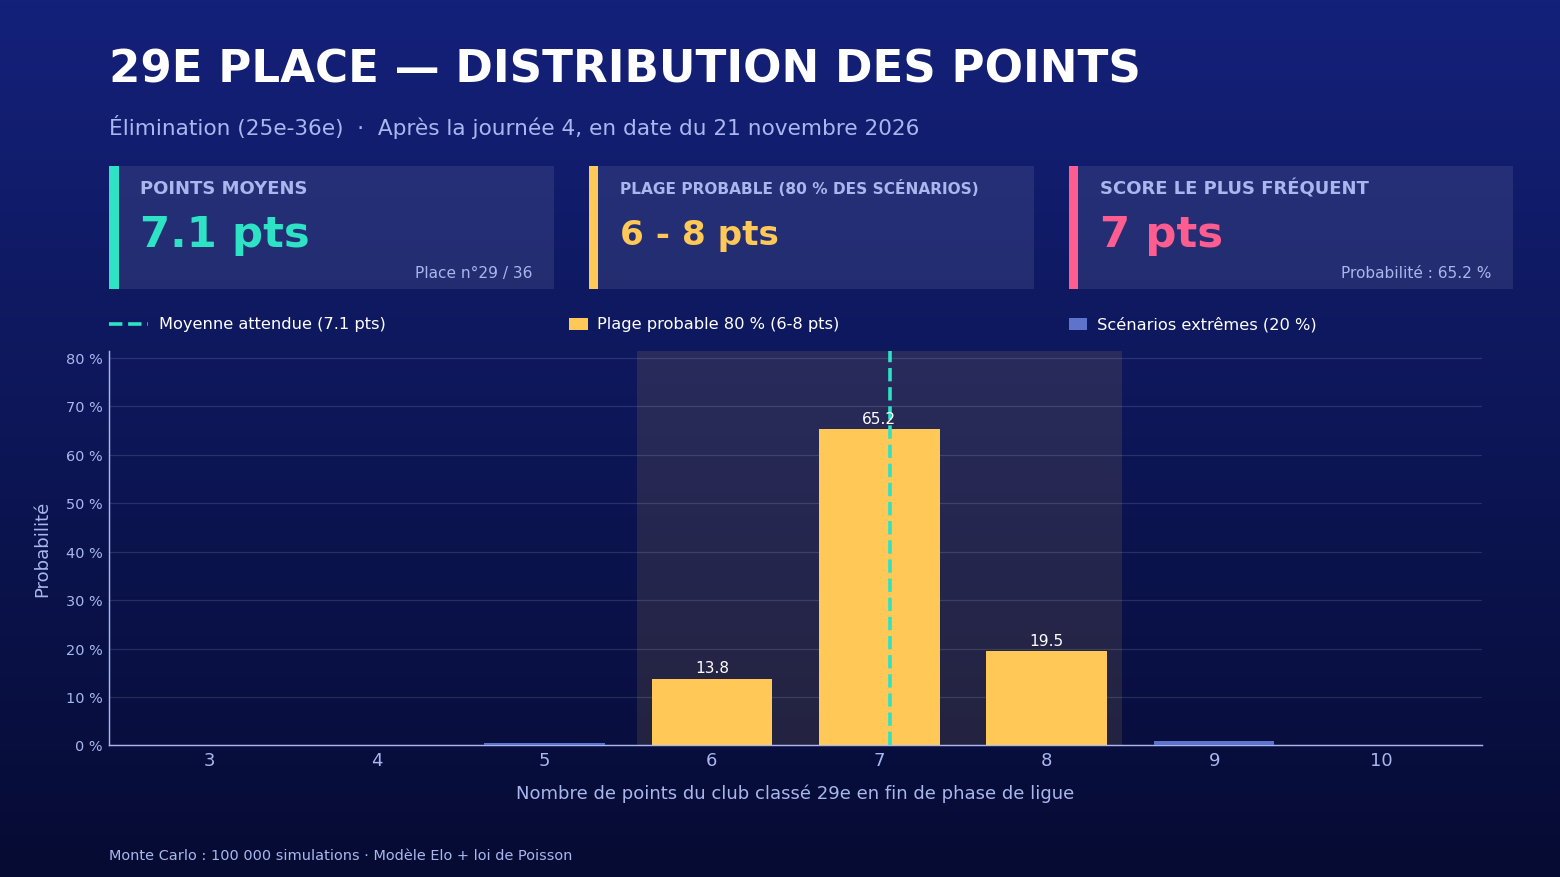 29E PLACE — DISTRIBUTION DES POINTS
Élimination (25e-36e)  ·  Après la journée 4, en date du 21 novembre 2026
POINTS MOYENS
7.1 pts
Place n°29 / 36
PLAGE PROBABLE (80 % DES SCÉNARIOS)
6 - 8 pts
SCORE LE PLUS FRÉQUENT
7 pts
Probabilité : 65.2 %
Moyenne attendue (7.1 pts)
Plage probable 80 % (6-8 pts)
Scénarios extrêmes (20 %)
Probabilité
80 %
70 %
60 %
50 %
40 %
30 %
20 %
10 %
0 %
13.8
65.2
19.5
3 4 5 6 7 8 9 10
Nombre de points du club classé 29e en fin de phase de ligue
Monte Carlo : 100 000 simulations · Modèle Elo + loi de Poisson